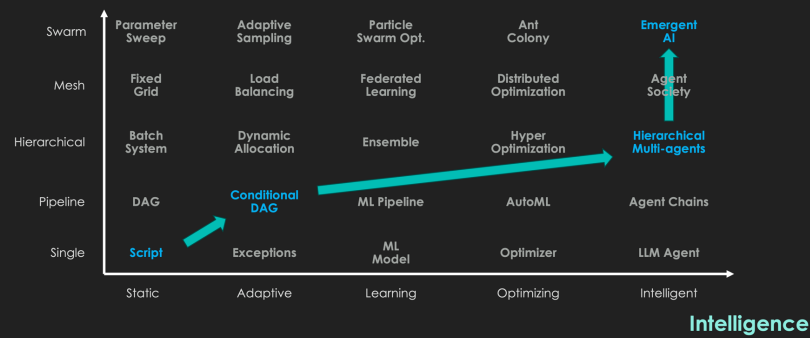 Swarm
Parameter Sweep
Adaptive Sampling
Particle Swarm Opt.
Ant Colony
Emergent AI
Mesh
Fixed Grid
Load Balancing
Federated Learning
Distributed Optimization
Agent Society
Hierarchical
Batch System
Dynamic Allocation
Ensemble
Hyper Optimization
Hierarchical Multi-agents
Pipeline
DAG
Conditional DAG
ML Pipeline
AutoML
Agent Chains
Single
Script
Exceptions
ML Model
Optimizer
LLM Agent
Static
Adaptive
Learning
Optimizing
Intelligent
Intelligence